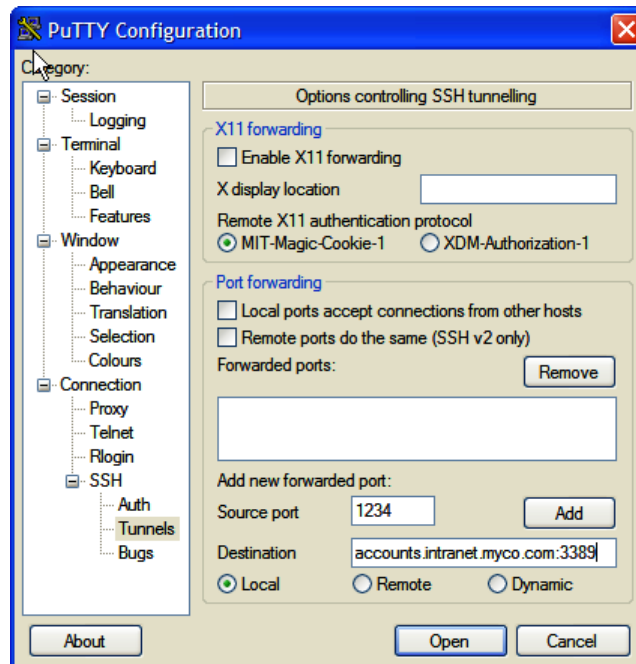 PuTTY Configuration
Category:
Session
Logging
Terminal
Keyboard
Bell
Features
Window
Appearance
Behaviour
Translation
Selection
Colours
Connection
Proxy
Telnet
Rlogin
SSH
Auth
Tunnels
Bugs
Options controlling SSH tunnelling
X11 forwarding
Enable X11 forwarding
X display location
Remote X11 authentication protocol
MIT-Magic-Cookie-1 XDM-Authorization-1
Port forwarding
Local ports accept connections from other hosts
Remote ports do the same (SSH v2 only)
Forwarded ports: Remove
Add new forwarded port:
Source port 1234 Add
Destination accounts.intranet.myco.com:3389
Local Remote Dynamic
About Open Cancel